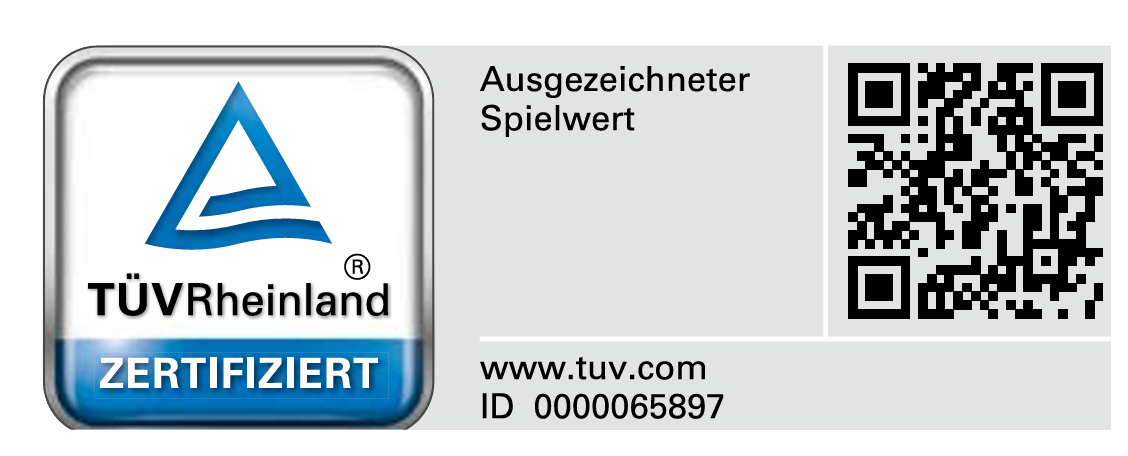 TÜVRheinland®
ZERTIFIZIERT
Ausgezeichneter
Spielwert
www.tuv.com
ID 0000065897